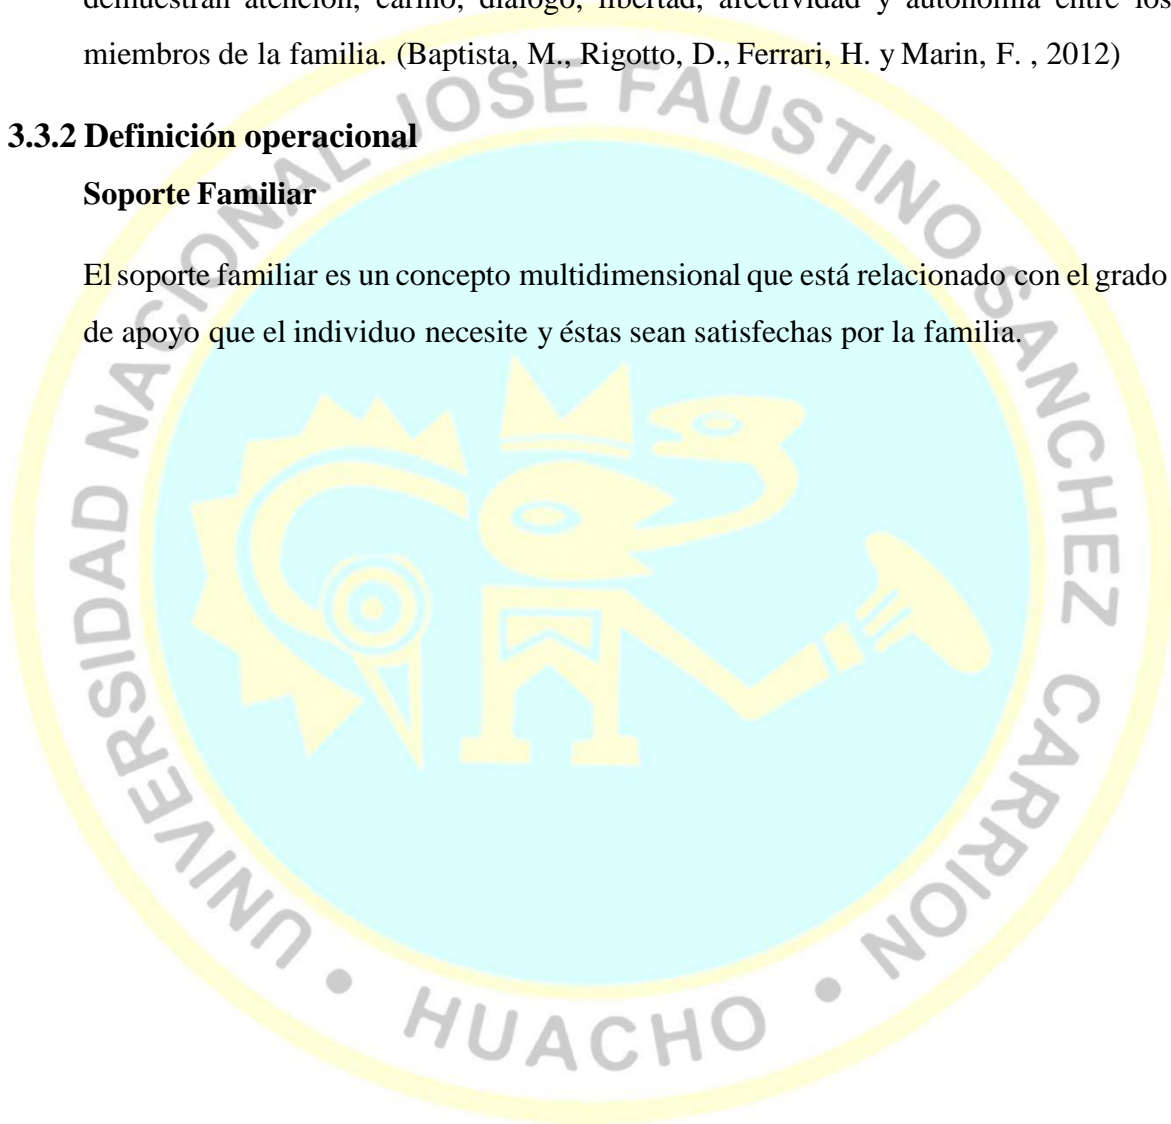 demuestran atención, cariño, diálogo, libertad, afectividad y autonomía entre los
miembros de la familia. (Baptista, M., Rigotto, D., Ferrari, H. y Marin, F. , 2012)
3.3.2 Definición operacional
Soporte Familiar
El soporte familiar es un concepto multidimensional que está relacionado con el grado
de apoyo que el individuo necesite y éstas sean satisfechas por la familia.
UNIVERSIDAD NACIONAL JOSE FAUSTINO SANCHEZ CARRION
• HUACHO •